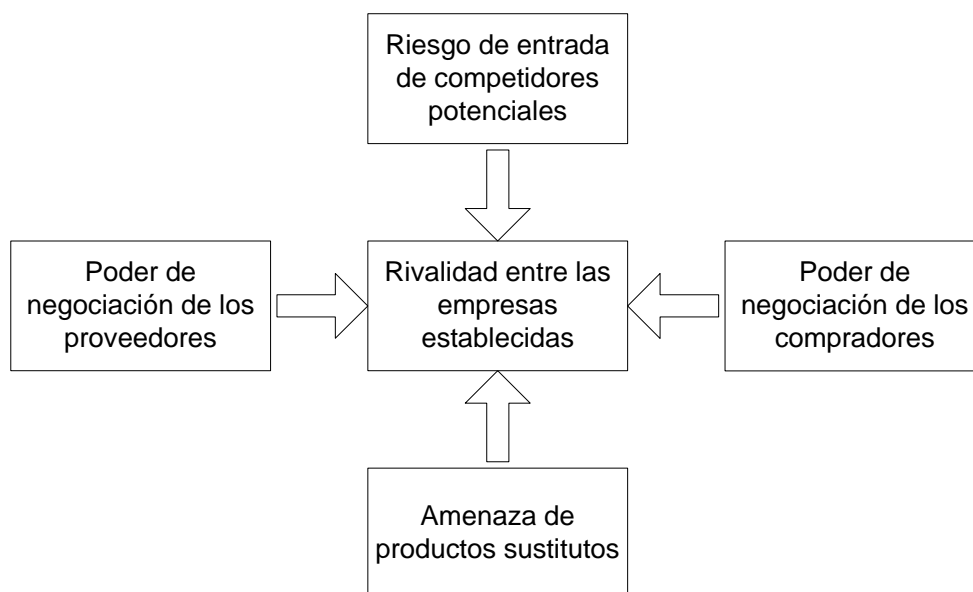 Riesgo de entrada
de competidores
potenciales
Poder de
negociación de los
proveedores
Rivalidad entre las
empresas
establecidas
Poder de
negociación de los
compradores
Amenaza de
productos sustitutos